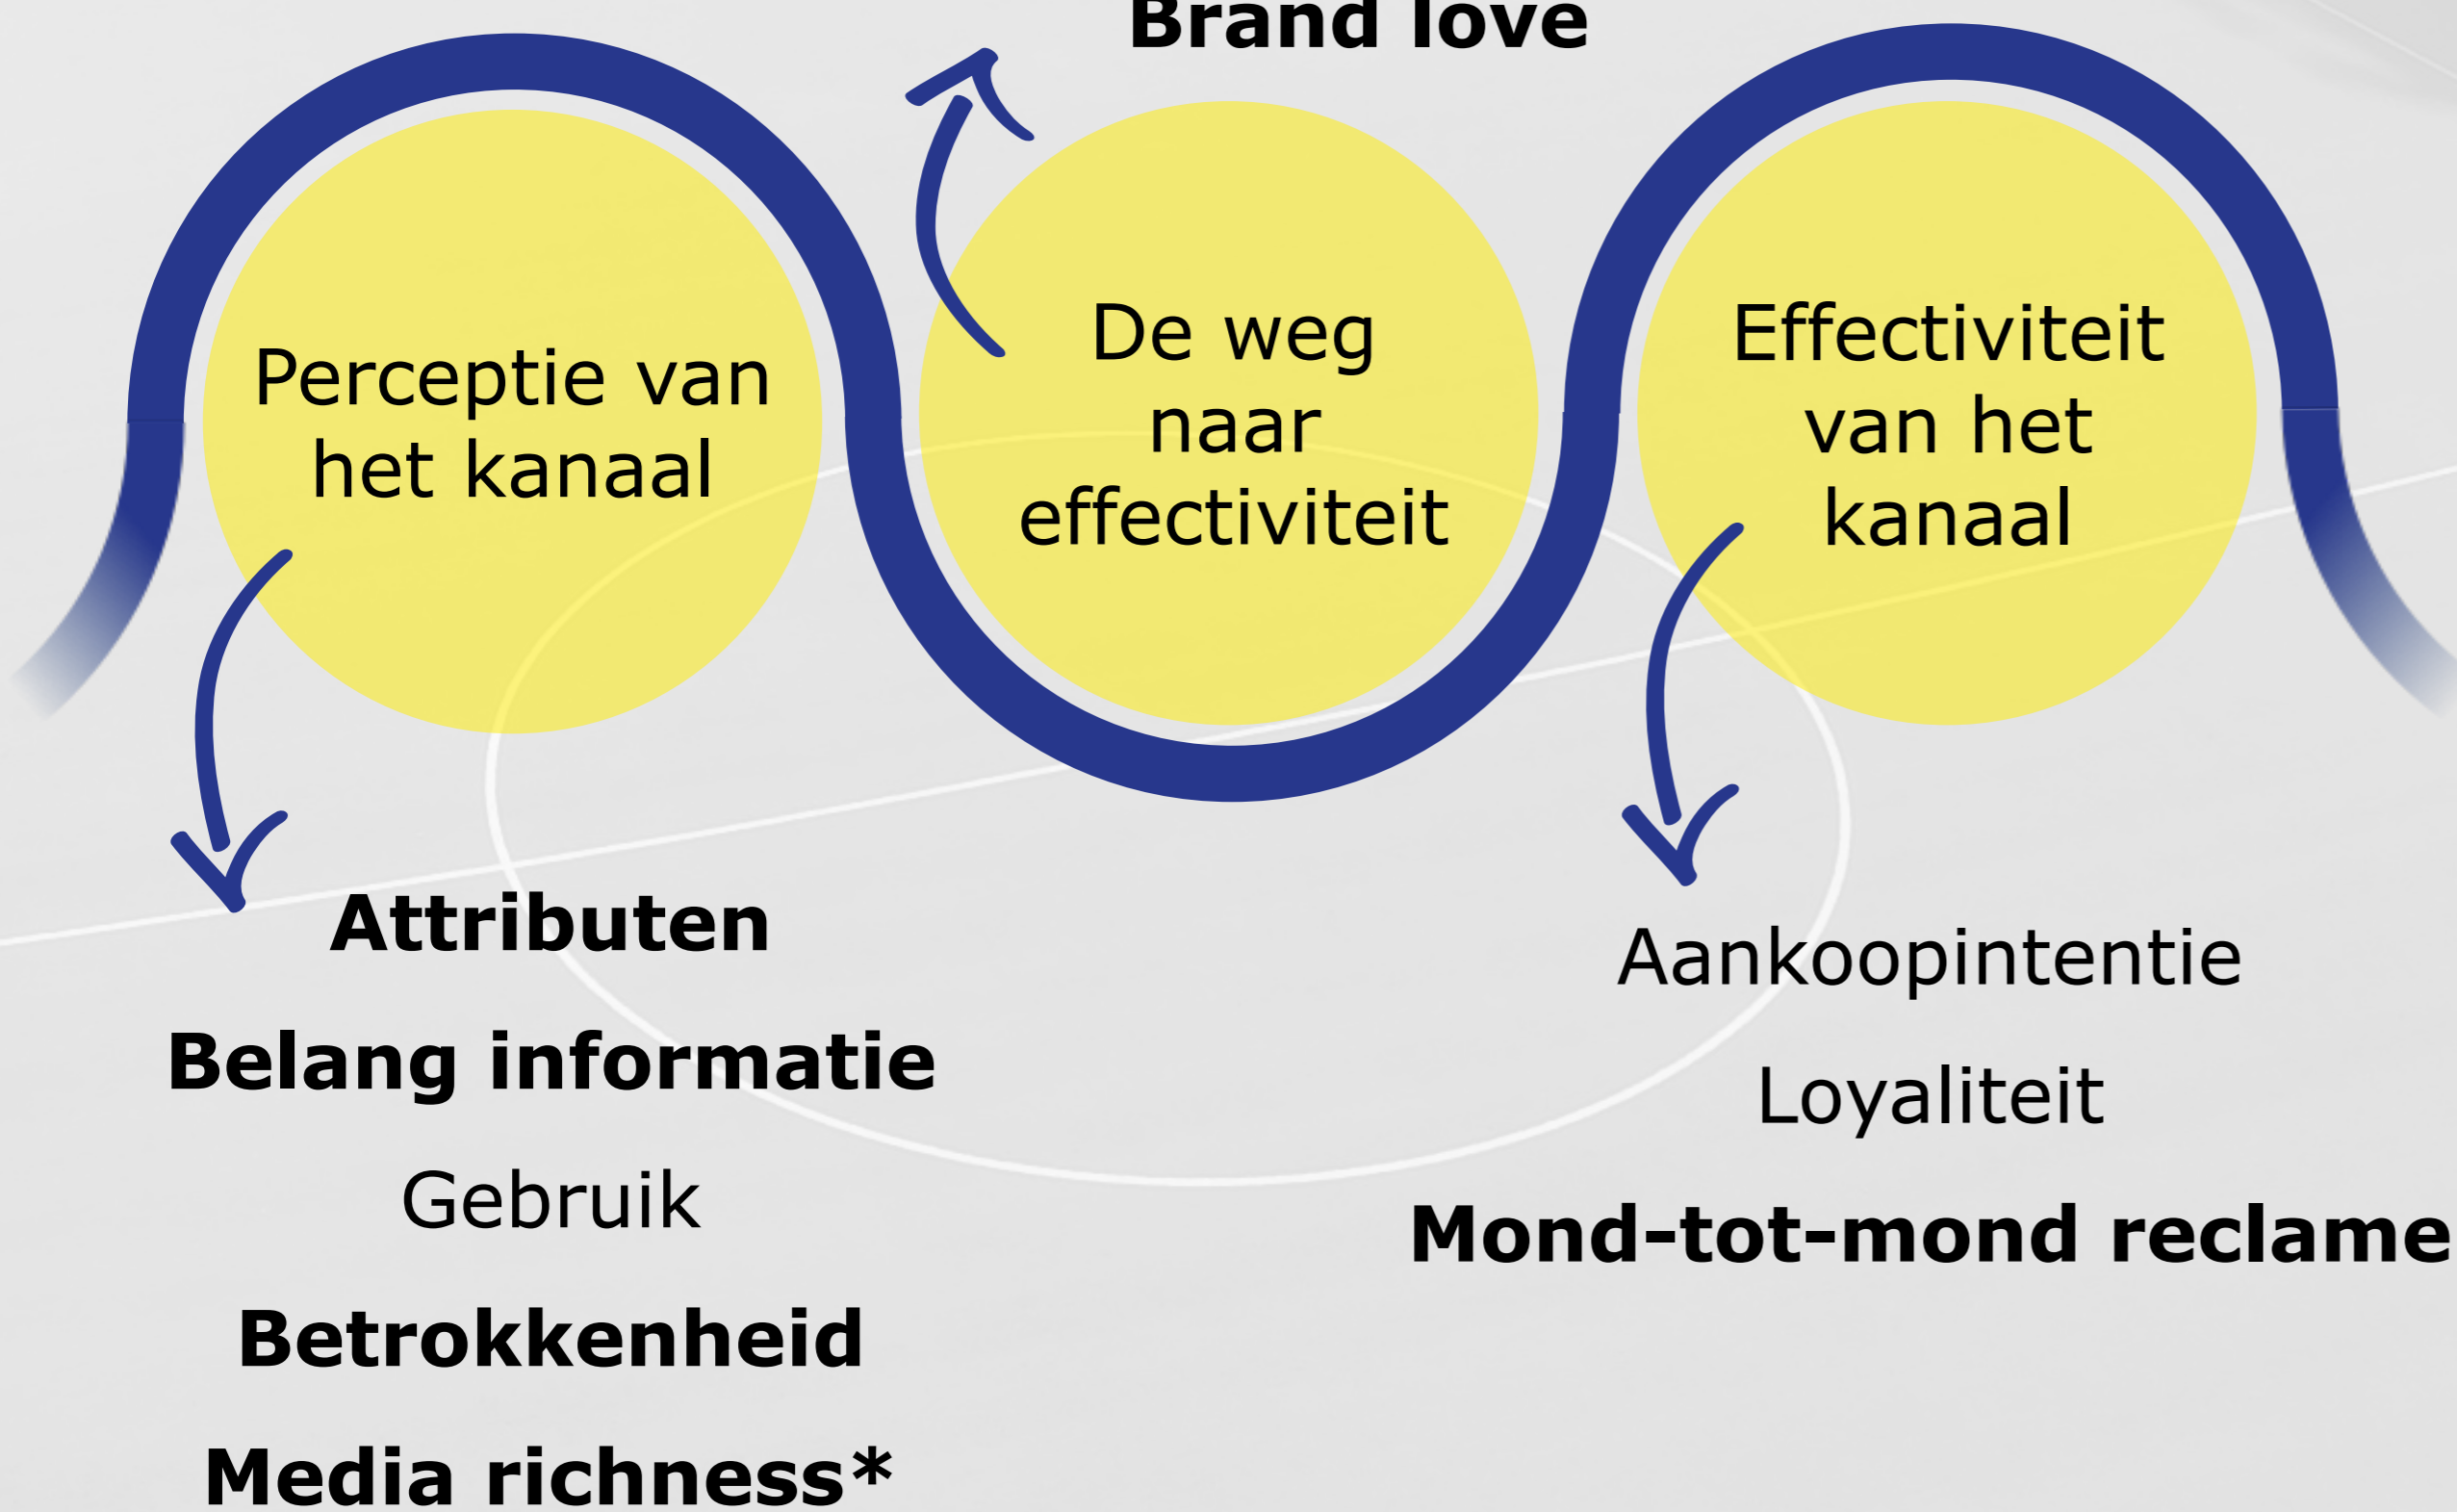 Brand love
Perceptie van
het kanaal
De weg
naar
effectiviteit
Effectiviteit
van het
kanaal
Attributen
Belang informatie
Gebruik
Betrokkenheid
Media richness*
Aankoopintentie
Loyaliteit
Mond-tot-mond reclame